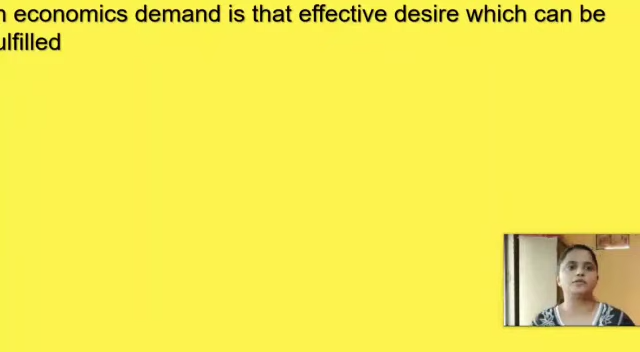 n economics demand is that effective desire which can be
ulfilled